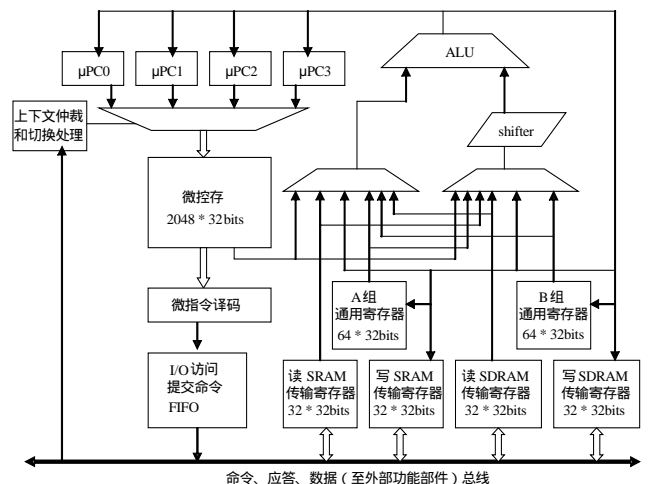 μPC0
μPC1
μPC2
μPC3
ALU
上下文仲裁
和切换处理
shifter
微控存
2048 * 32bits
微指令译码
A组
通用寄存器
64 * 32bits
B组
通用寄存器
64 * 32bits
I/O 访问
提交命令
FIFO
读 SRAM
传输寄存器
32 * 32bits
写 SRAM
传输寄存器
32 * 32bits
读 SDRAM
传输寄存器
32 * 32bits
写 SDRAM
传输寄存器
32 * 32bits
命令、应答、数据（至外部功能部件）总线